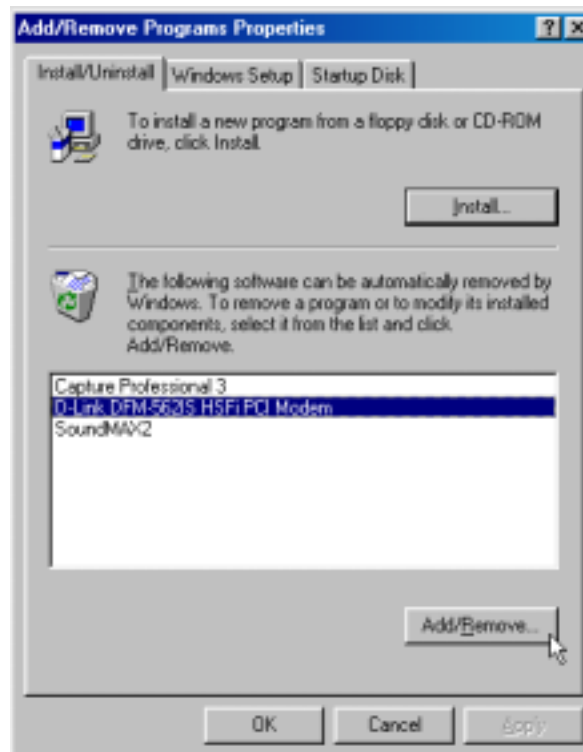 Add/Remove Programs Properties
Install/Uninstall Windows Setup Startup Disk
To install a new program from a floppy disk or CD-ROM
drive, click Install.
Install...
The following software can be automatically removed by
Windows. To remove a program or to modify its installed
components, select it from the list and click
Add/Remove.
Capture Professional 3
D-Link DFM-562IS HSFi PCI Modem
SoundMAX2
Add/Remove...
OK Cancel Apply